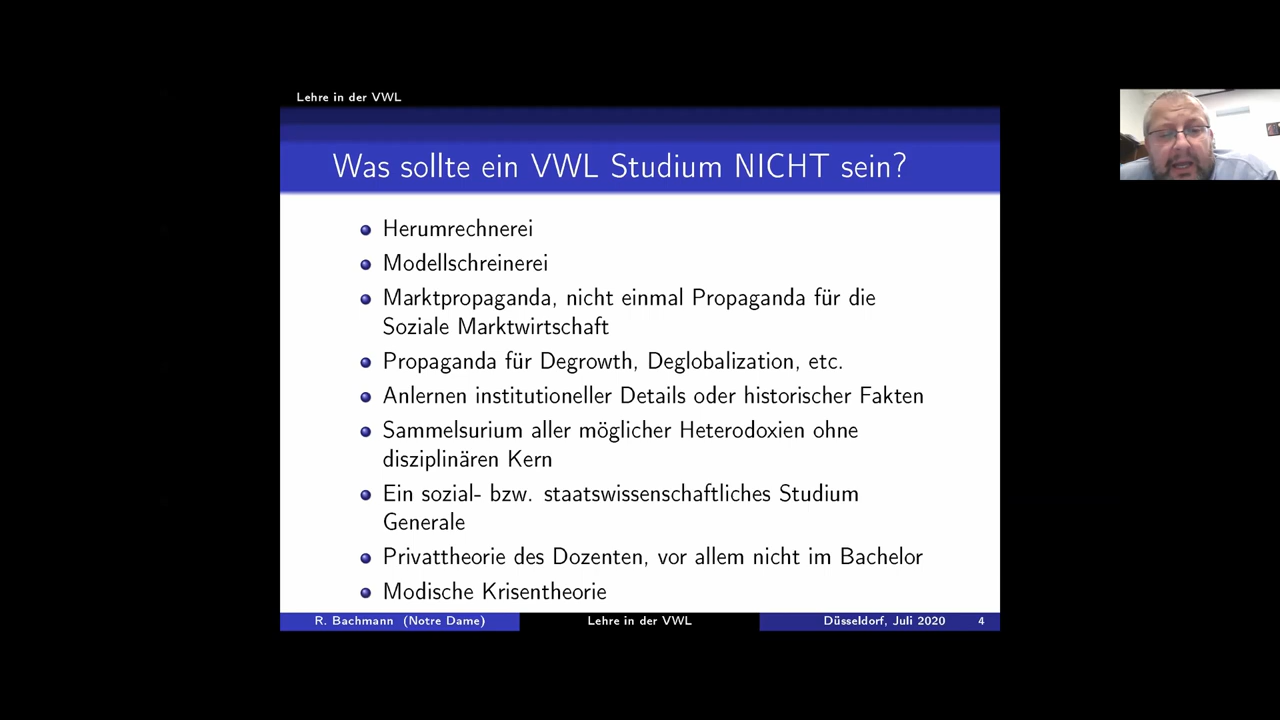 Lehre in der VWL
Was sollte ein VWL Studium NICHT sein?
Herumrechnerei
Modellschreinerei
Marktpropaganda, nicht einmal Propaganda für die
Soziale Marktwirtschaft
Propaganda für Degrowth, Deglobalization, etc.
Anlernen institutioneller Details oder historischer Fakten
Sammelsurium aller möglicher Heterodoxien ohne
disziplinären Kern
Ein sozial- bzw. staatswissenschaftliches Studium
Generale
Privattheorie des Dozenten, vor allem nicht im Bachelor
Modische Krisentheorie
R. Bachmann (Notre Dame) Lehre in der VWL Düsseldorf, Juli 2020 4